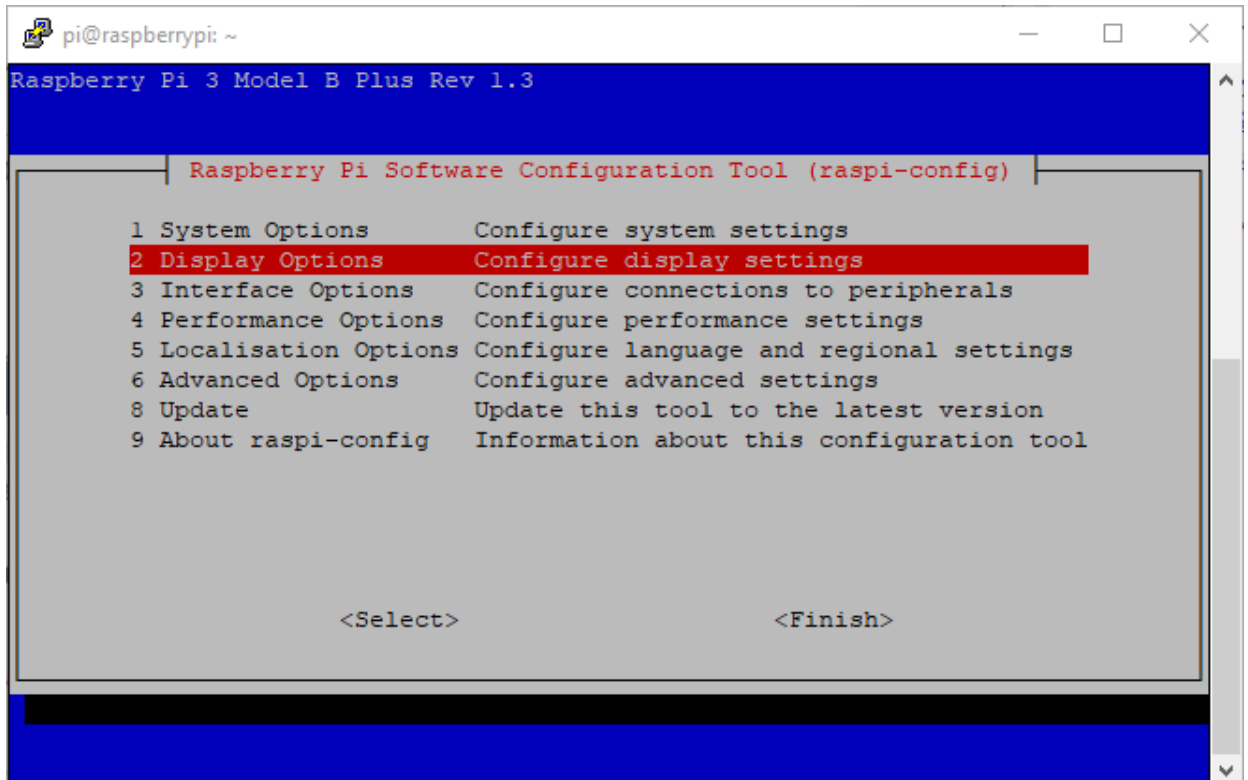 pi@raspberrypi: ~
Raspberry Pi 3 Model B Plus Rev 1.3
Raspberry Pi Software Configuration Tool (raspi-config)
1 System Options Configure system settings
2 Display Options Configure display settings
3 Interface Options Configure connections to peripherals
4 Performance Options Configure performance settings
5 Localisation Options Configure language and regional settings
6 Advanced Options Configure advanced settings
8 Update Update this tool to the latest version
9 About raspi-config Information about this configuration tool
<Select> <Finish>